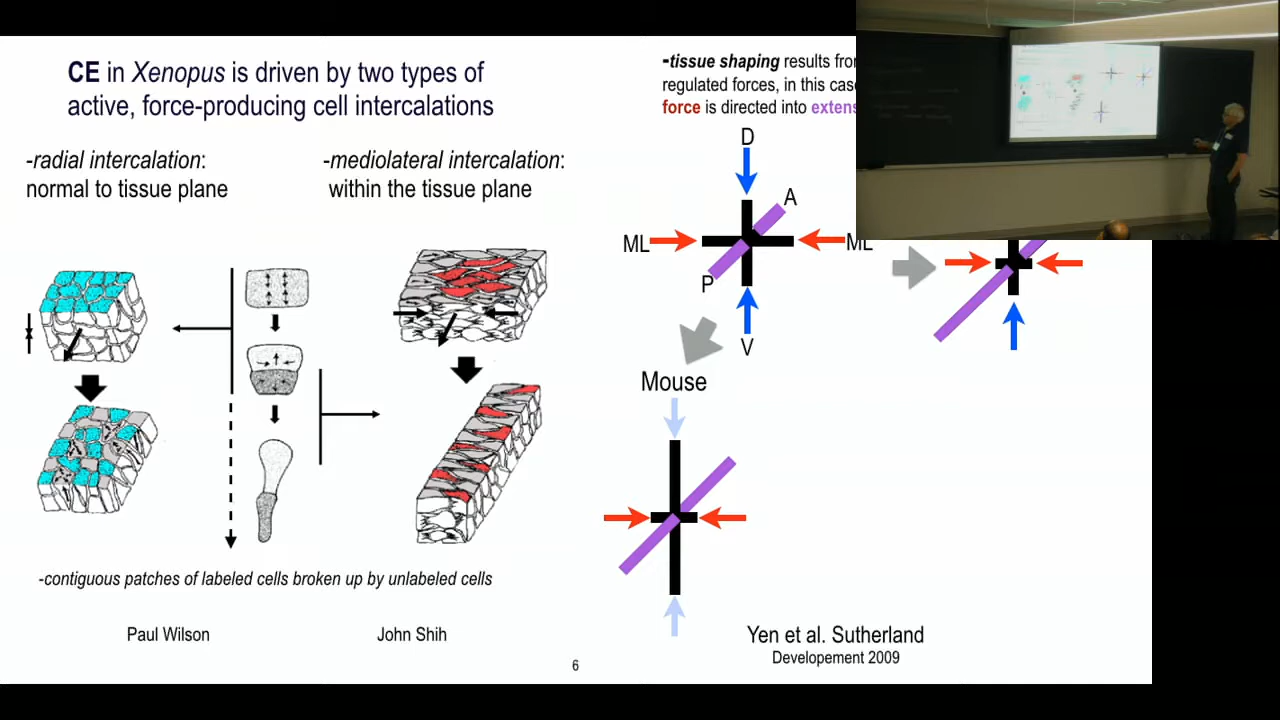 CE in Xenopus is driven by two types of
active, force-producing cell intercalations
-radial intercalation:
normal to tissue plane
-mediolateral intercalation:
within the tissue plane
-contiguous patches of labeled cells broken up by unlabeled cells
Paul Wilson
John Shih
6
-tissue shaping results
regulated forces, in this
force is directed into
D
A
ML
ML
P
V
Mouse
Yen et al. Sutherland
Developement 2009